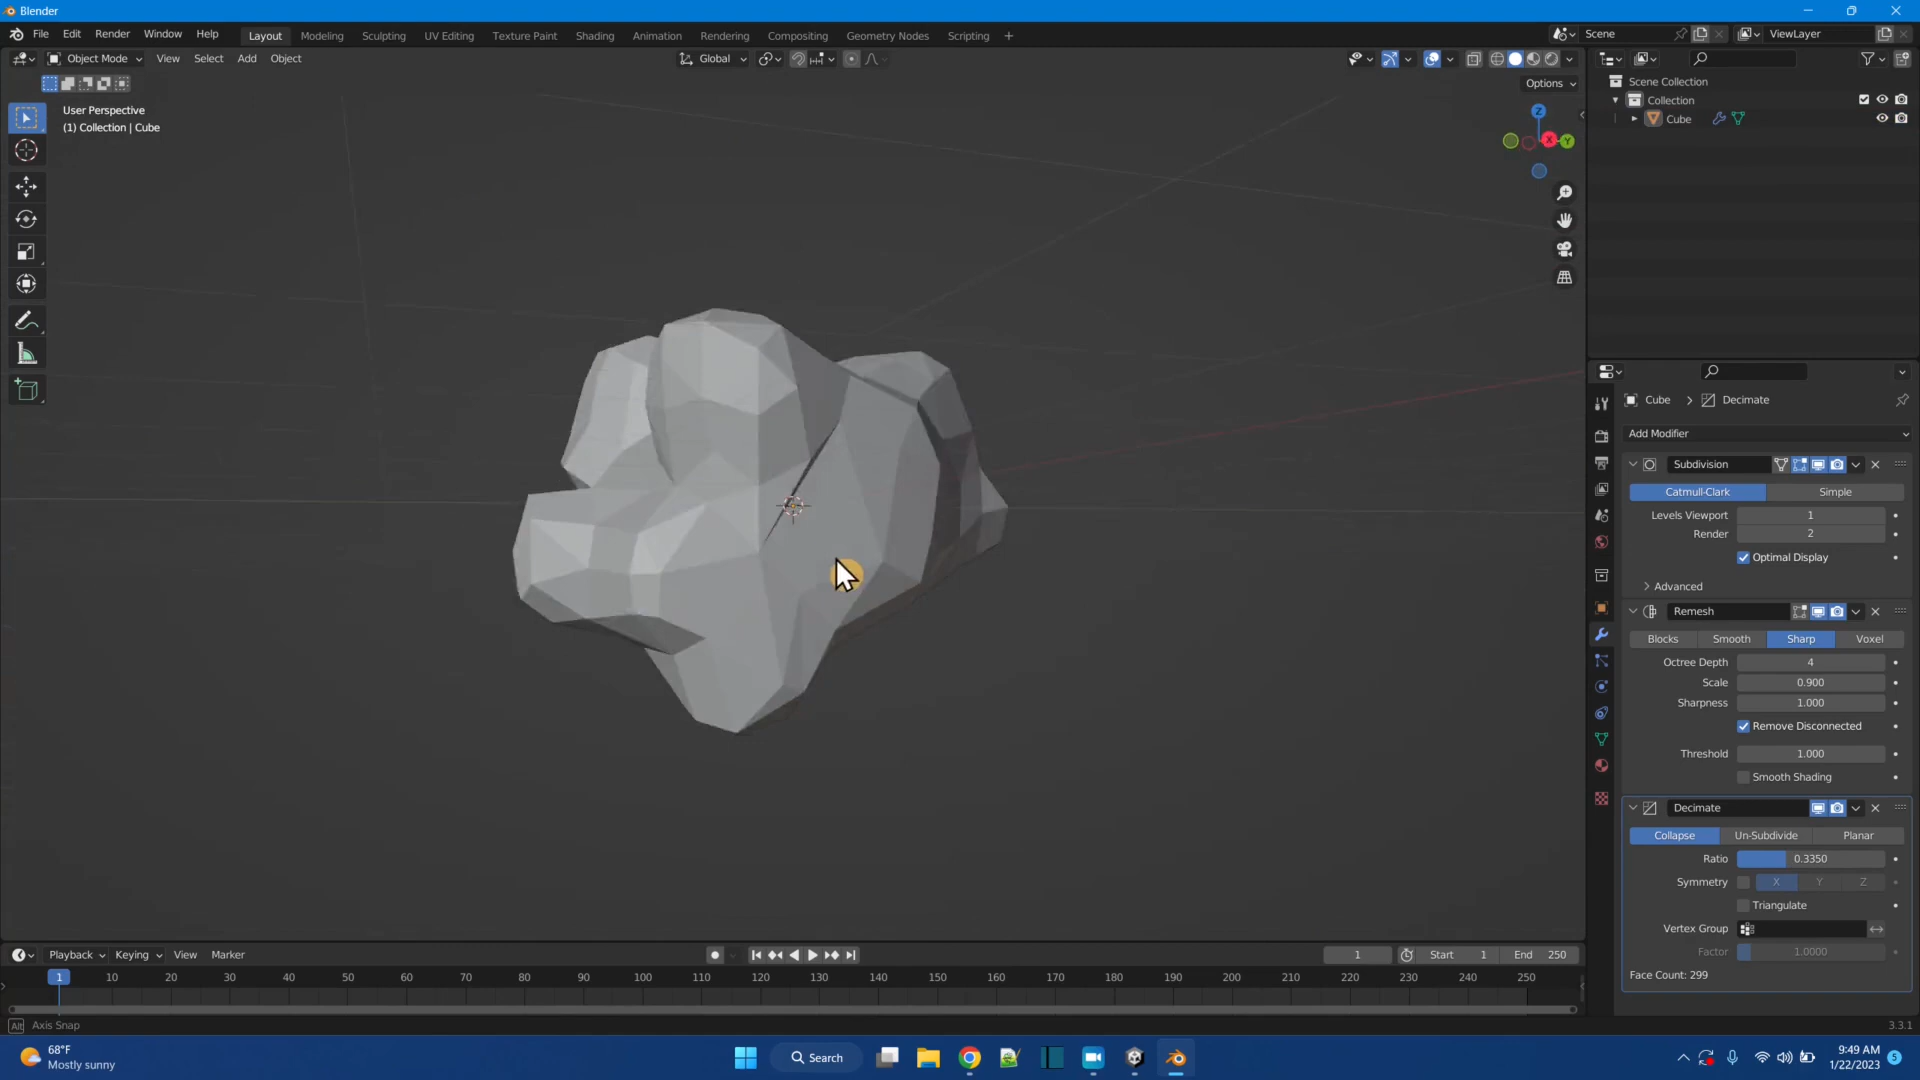 Blender
File Edit Render Window Help
Layout Modeling Sculpting UV Editing Texture Paint Shading Animation Rendering Compositing Geometry Nodes Scripting +
Scene
ViewLayer
Object Mode View Select Add Object
Global
Options
User Perspective
(1) Collection | Cube
Z
X
Y
Scene Collection
Collection
Cube
Cube > Decimate
Add Modifier
Subdivision
Catmull-Clark Simple
Levels Viewport 1
Render 2
Optimal Display
> Advanced
Remesh
Blocks Smooth Sharp Voxel
Octree Depth 4
Scale 0.900
Sharpness 1.000
Remove Disconnected
Threshold 1.000
Smooth Shading
Decimate
Collapse Un-Subdivide Planar
Ratio 0.3350
Symmetry X Y Z
Triangulate
Vertex Group
Factor 1.0000
Face Count: 299
Playback Keying View Marker
1 Start 1 End 250
1 10 20 30 40 50 60 70 80 90 100 110 120 130 140 150 160 170 180 190 200 210 220 230 240 250
Alt Axis Snap
3.3.1
68°F
Mostly sunny
Search
9:49 AM
1/22/2023
5